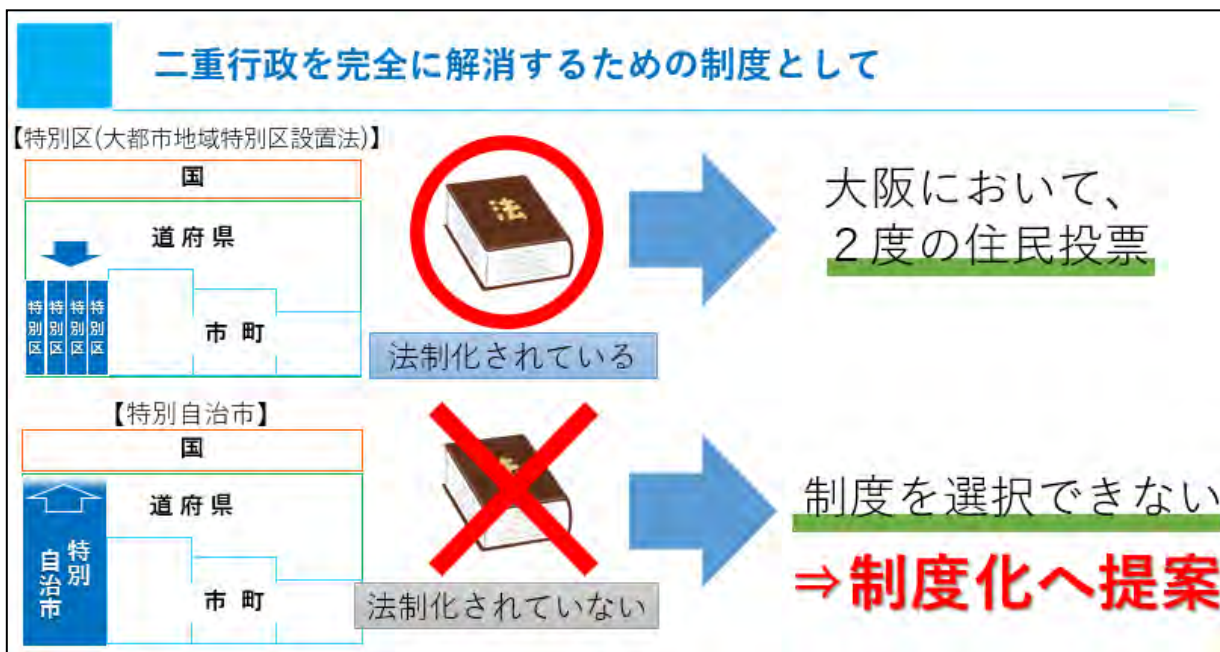 二重行政を完全に解消するための制度として
【特別区(大都市地域特別区設置法)】
国
道府県
特別区
特別区
特別区
特別区
市 町
法
法制化されている
大阪において、
２度の住民投票
【特別自治市】
国
道府県
特別
自治市
市 町
法
法制化されていない
制度を選択できない
⇒制度化へ提案